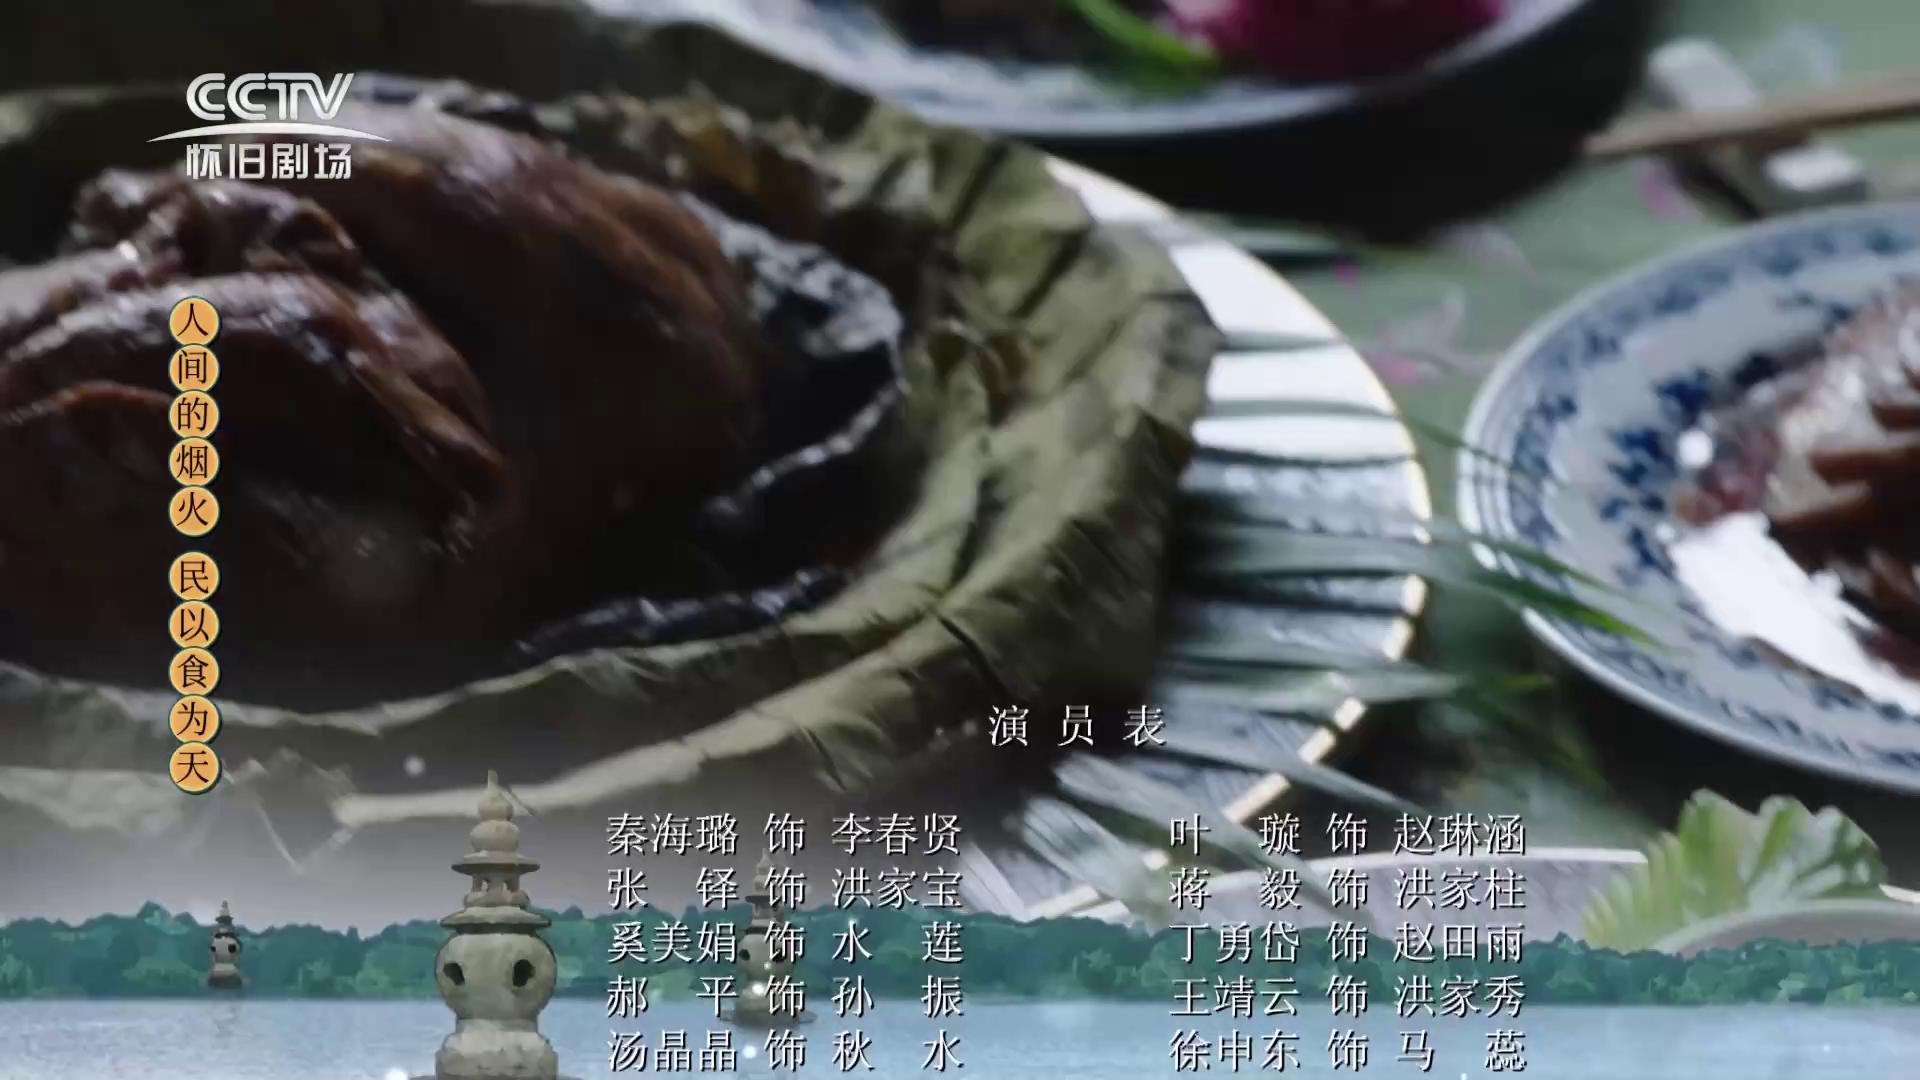 CCTV
怀旧剧场
人间的烟火 民以食为天
演员表
秦海璐 饰 李春贤 叶璇 饰 赵琳涵
张铎 饰 洪家宝 蒋毅 饰 洪家柱
奚美娟 饰 水莲 丁勇岱 饰 赵田雨
郝平 饰 孙振 王靖云 饰 洪家秀
汤晶晶 饰 秋水 徐申东 饰 马蕊